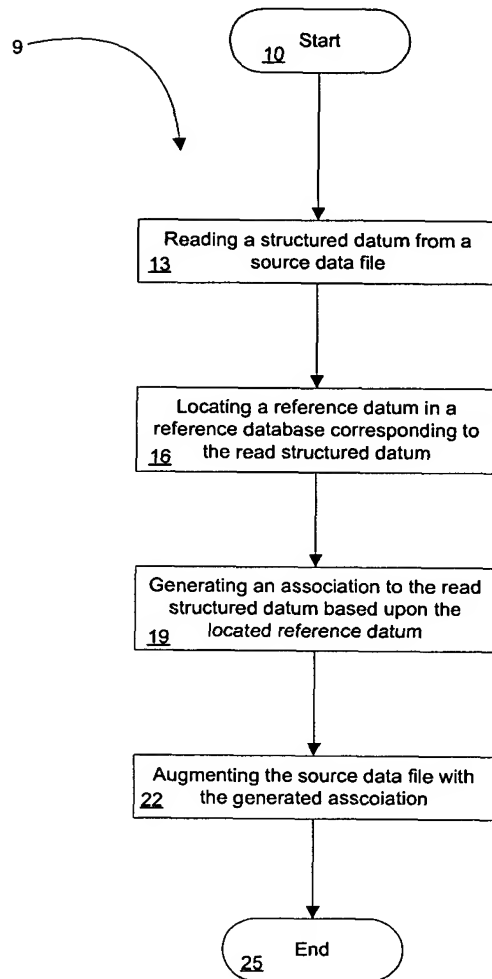 9
10 Start
Reading a structured datum from a
13 source data file
Locating a reference datum in a
reference database corresponding to
16 the read structured datum
Generating an association to the read
structured datum based upon the
19 located reference datum
Augmenting the source data file with
22 the generated asscoiation
25 End